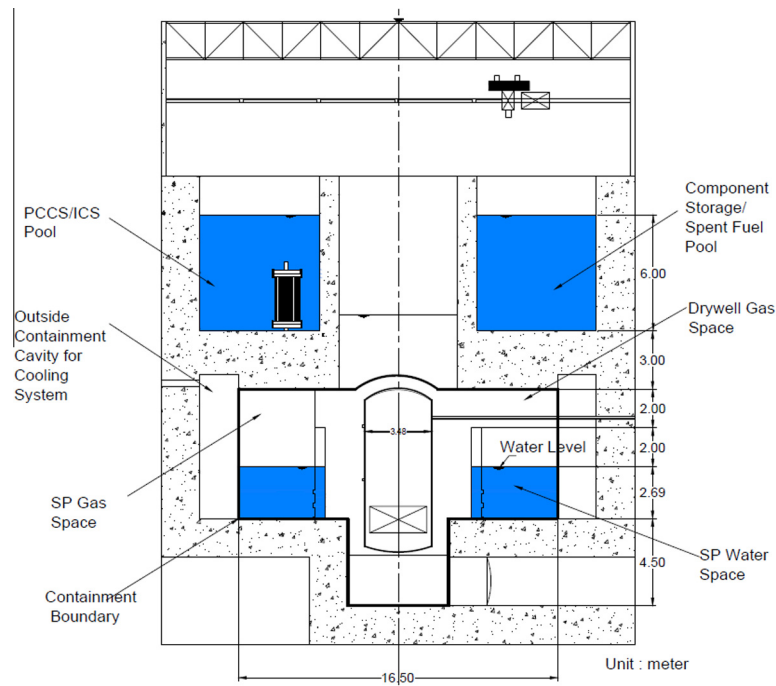 PCCS/ICS
Pool
Component
Storage/
Spent Fuel
Pool
6.00
Outside
Containment
Cavity for
Cooling
System
Drywell Gas
Space
3.00
2.00
3.48
2.00
Water Level
2.69
SP Gas
Space
SP Water
Space
4.50
Containment
Boundary
Unit : meter
16.50